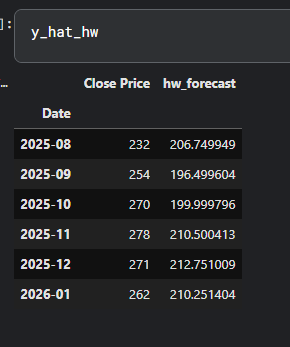 ]:
y_hat_hw
...
Close Price hw_forecast
Date
2025-08 232 206.749949
2025-09 254 196.499604
2025-10 270 199.999796
2025-11 278 210.500413
2025-12 271 212.751009
2026-01 262 210.251404